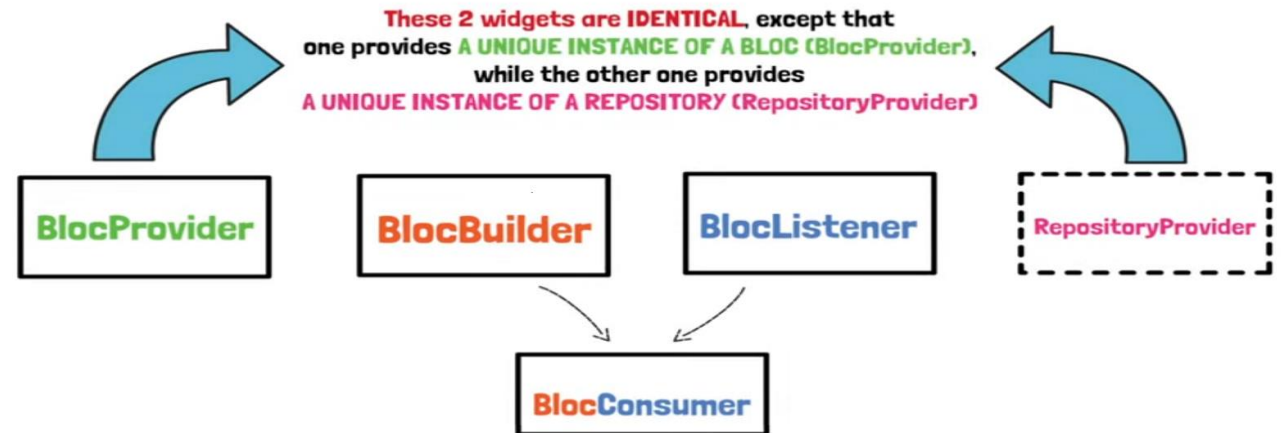 These 2 widgets are IDENTICAL, except that
one provides A UNIQUE INSTANCE OF A BLOC (BlocProvider),
while the other one provides
A UNIQUE INSTANCE OF A REPOSITORY (RepositoryProvider)
BlocProvider
BlocBuilder
BlocListener
RepositoryProvider
BlocConsumer